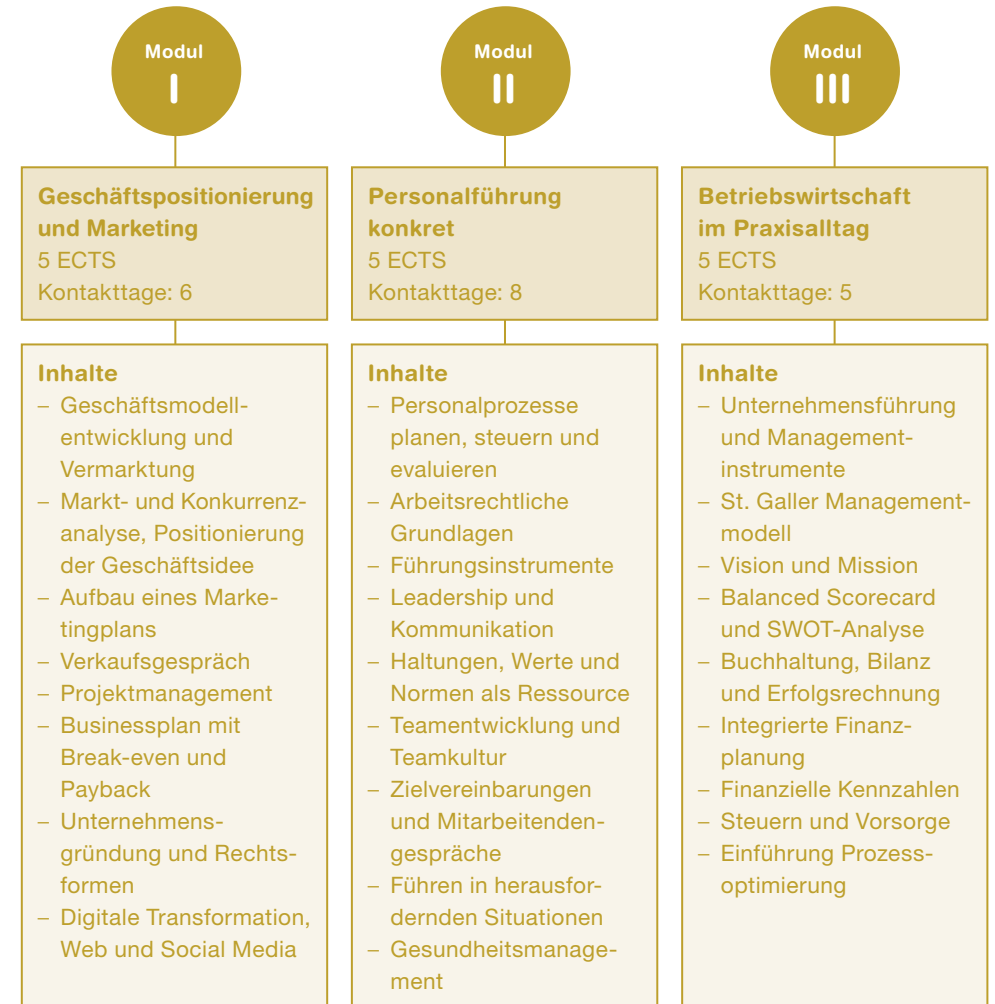 Modul
I
Geschäftspositionierung
und Marketing
5 ECTS
Kontakttage: 6
Inhalte
– Geschäftsmodell-
entwicklung und
Vermarktung
– Markt- und Konkurrenz-
analyse, Positionierung
der Geschäftsidee
– Aufbau eines Marke-
tingplans
– Verkaufsgespräch
– Projektmanagement
– Businessplan mit
Break-even und
Payback
– Unternehmens-
gründung und Rechts-
formen
– Digitale Transformation,
Web und Social Media
Modul
II
Personalführung
konkret
5 ECTS
Kontakttage: 8
Inhalte
– Personalprozesse
planen, steuern und
evaluieren
– Arbeitsrechtliche
Grundlagen
– Führungsinstrumente
– Leadership und
Kommunikation
– Haltungen, Werte und
Normen als Ressource
– Teamentwicklung und
Teamkultur
– Zielvereinbarungen
und Mitarbeitenden-
gespräche
– Führen in herausfor-
dernden Situationen
– Gesundheitsmanage-
ment
Modul
III
Betriebswirtschaft
im Praxisalltag
5 ECTS
Kontakttage: 5
Inhalte
– Unternehmensführung
und Management-
instrumente
– St. Galler Management-
modell
– Vision und Mission
– Balanced Scorecard
und SWOT-Analyse
– Buchhaltung, Bilanz
und Erfolgsrechnung
– Integrierte Finanz-
planung
– Finanzielle Kennzahlen
– Steuern und Vorsorge
– Einführung Prozess-
optimierung